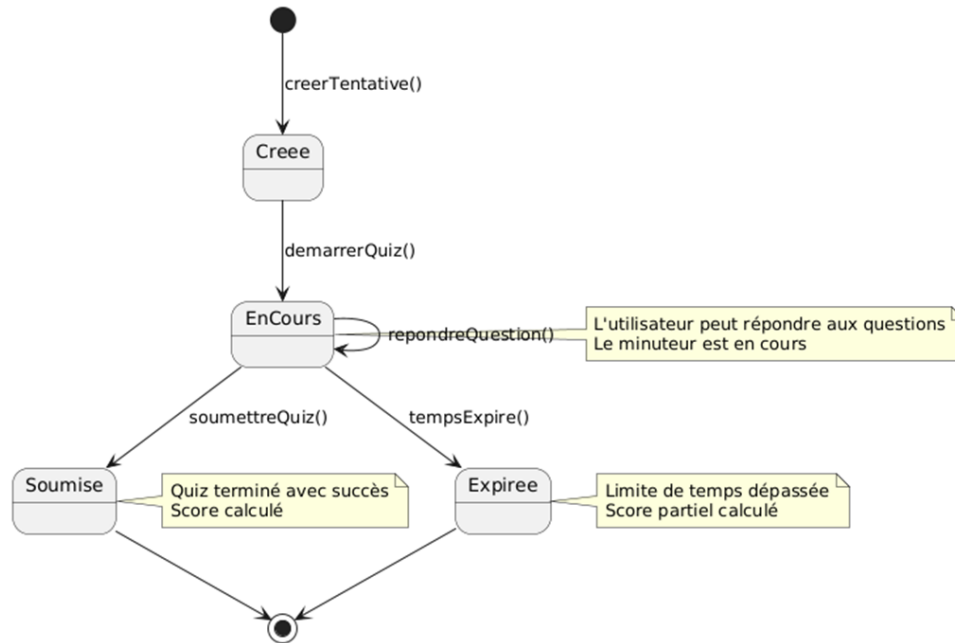 creerTentative()
Creee
demarrerQuiz()
EnCours
repondreQuestion()
L'utilisateur peut répondre aux questions
Le minuteur est en cours
soumettreQuiz()
tempsExpire()
Soumise
Quiz terminé avec succès
Score calculé
Expiree
Limite de temps dépassée
Score partiel calculé